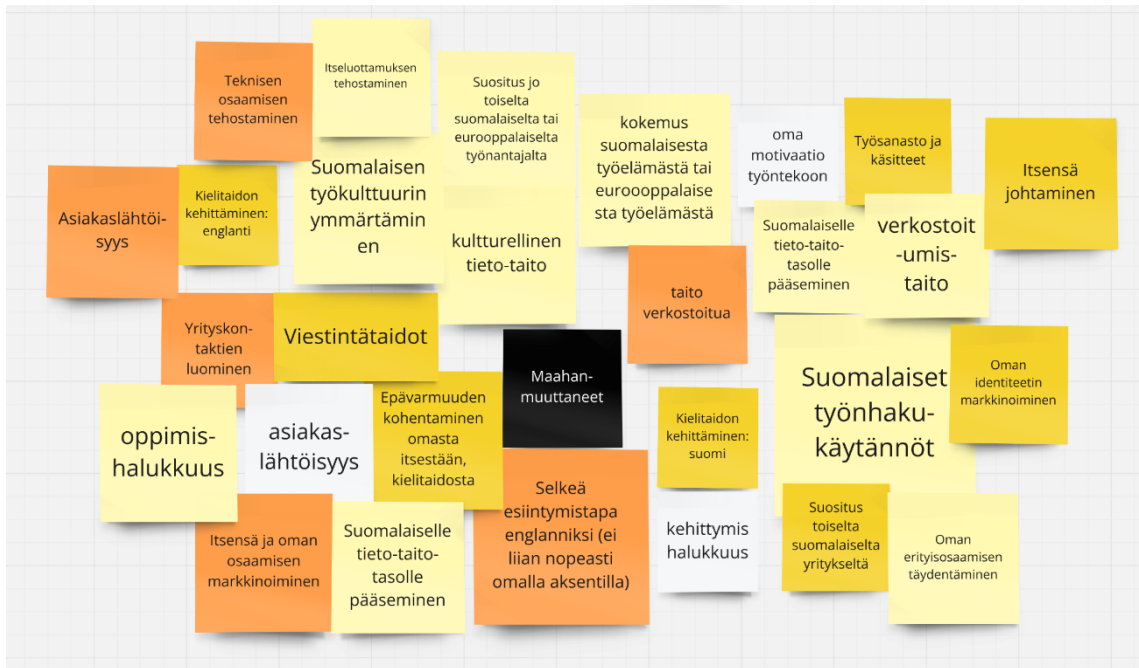 Teknisen
osaamisen
tehostaminen
Itseluottamuksen
tehostaminen
Suositus jo
toiselta
suomalaiselta tai
eurooppalaiselta
työnantajalta
kokemus
suomalaisesta
työelämästä tai
euroooppalaise
sta työelämästä
oma
motivaatio
työntekoon
Työsanasto ja
käsitteet
Itsensä
johtaminen
Asiakaslähtöi-
syys
Kielitaidon
kehittäminen:
englanti
Suomalaisen
työkulttuurin
ymmärtämin
en
kultturellinen
tieto-taito
taito
verkostoitua
Suomalaiselle
tieto-taito-
tasolle
pääseminen
verkostoit
-umis-
taito
Yrityskon-
taktien
luominen
Viestintätaidot
Maahan-
muuttaneet
Suomalaiset
työnhaku-
käytännöt
Oman
identiteetin
markkinoiminen
oppimis-
halukkuus
asiakas-
lähtöisyys
Epävarmuuden
kohentaminen
omasta
itsestään,
kielitaidosta
Kielitaidon
kehittäminen:
suomi
Itsensä ja oman
osaamisen
markkinoiminen
Suomalaiselle
tieto-taito-
tasolle
pääseminen
Selkeä
esiintymistapa
englanniksi (ei
liian nopeasti
omalla aksentilla)
kehittymis
halukkuus
Suositus
toiselta
suomalaiselta
yritykseltä
Oman
erityisosaamisen
täydentäminen